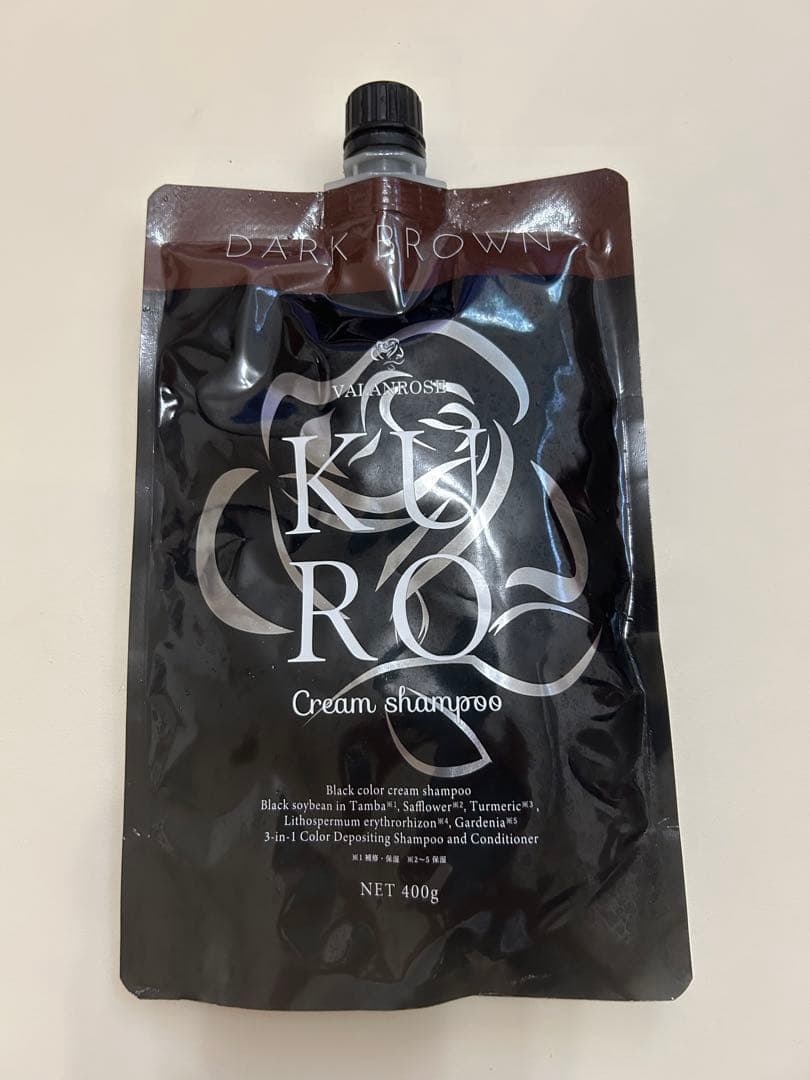 DARK BROWN
VALANROSE
KU
RO
Cream shampoo
Black color cream shampoo
Black soybean in Tamba※1, Safflower※2, Turmeric※3,
Lithospermum erythrorhizon※4, Gardenia※5
3-in-1 Color Depositing Shampoo and Conditioner
※1 補修・保湿 ※2〜5 保湿
NET 400g